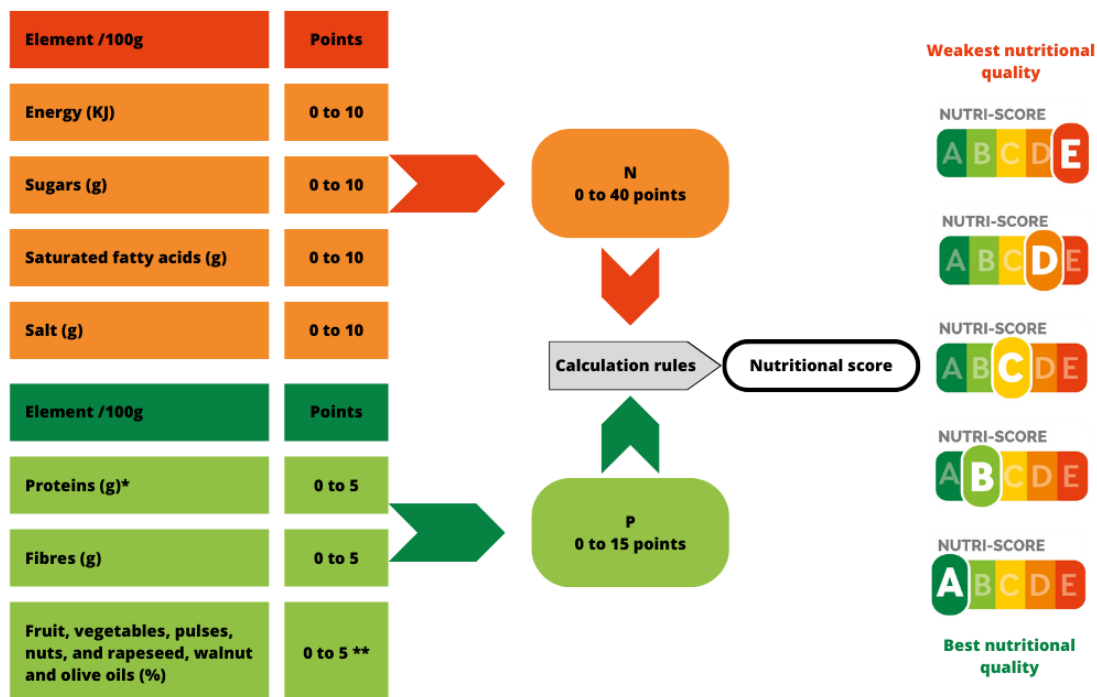 Element /100g
Points
Energy (KJ)
0 to 10
Sugars (g)
0 to 10
Saturated fatty acids (g)
0 to 10
Salt (g)
0 to 10
Element /100g
Points
Proteins (g)*
0 to 5
Fibres (g)
0 to 5
Fruit, vegetables, pulses,
nuts, and rapeseed, walnut
and olive oils (%)
0 to 5 **
N
0 to 40 points
Calculation rules
Nutritional score
P
0 to 15 points
Weakest nutritional
quality
NUTRI-SCORE
A B C D E
NUTRI-SCORE
A B C D E
NUTRI-SCORE
A B C D E
NUTRI-SCORE
A B C D E
NUTRI-SCORE
A B C D E
Best nutritional
quality